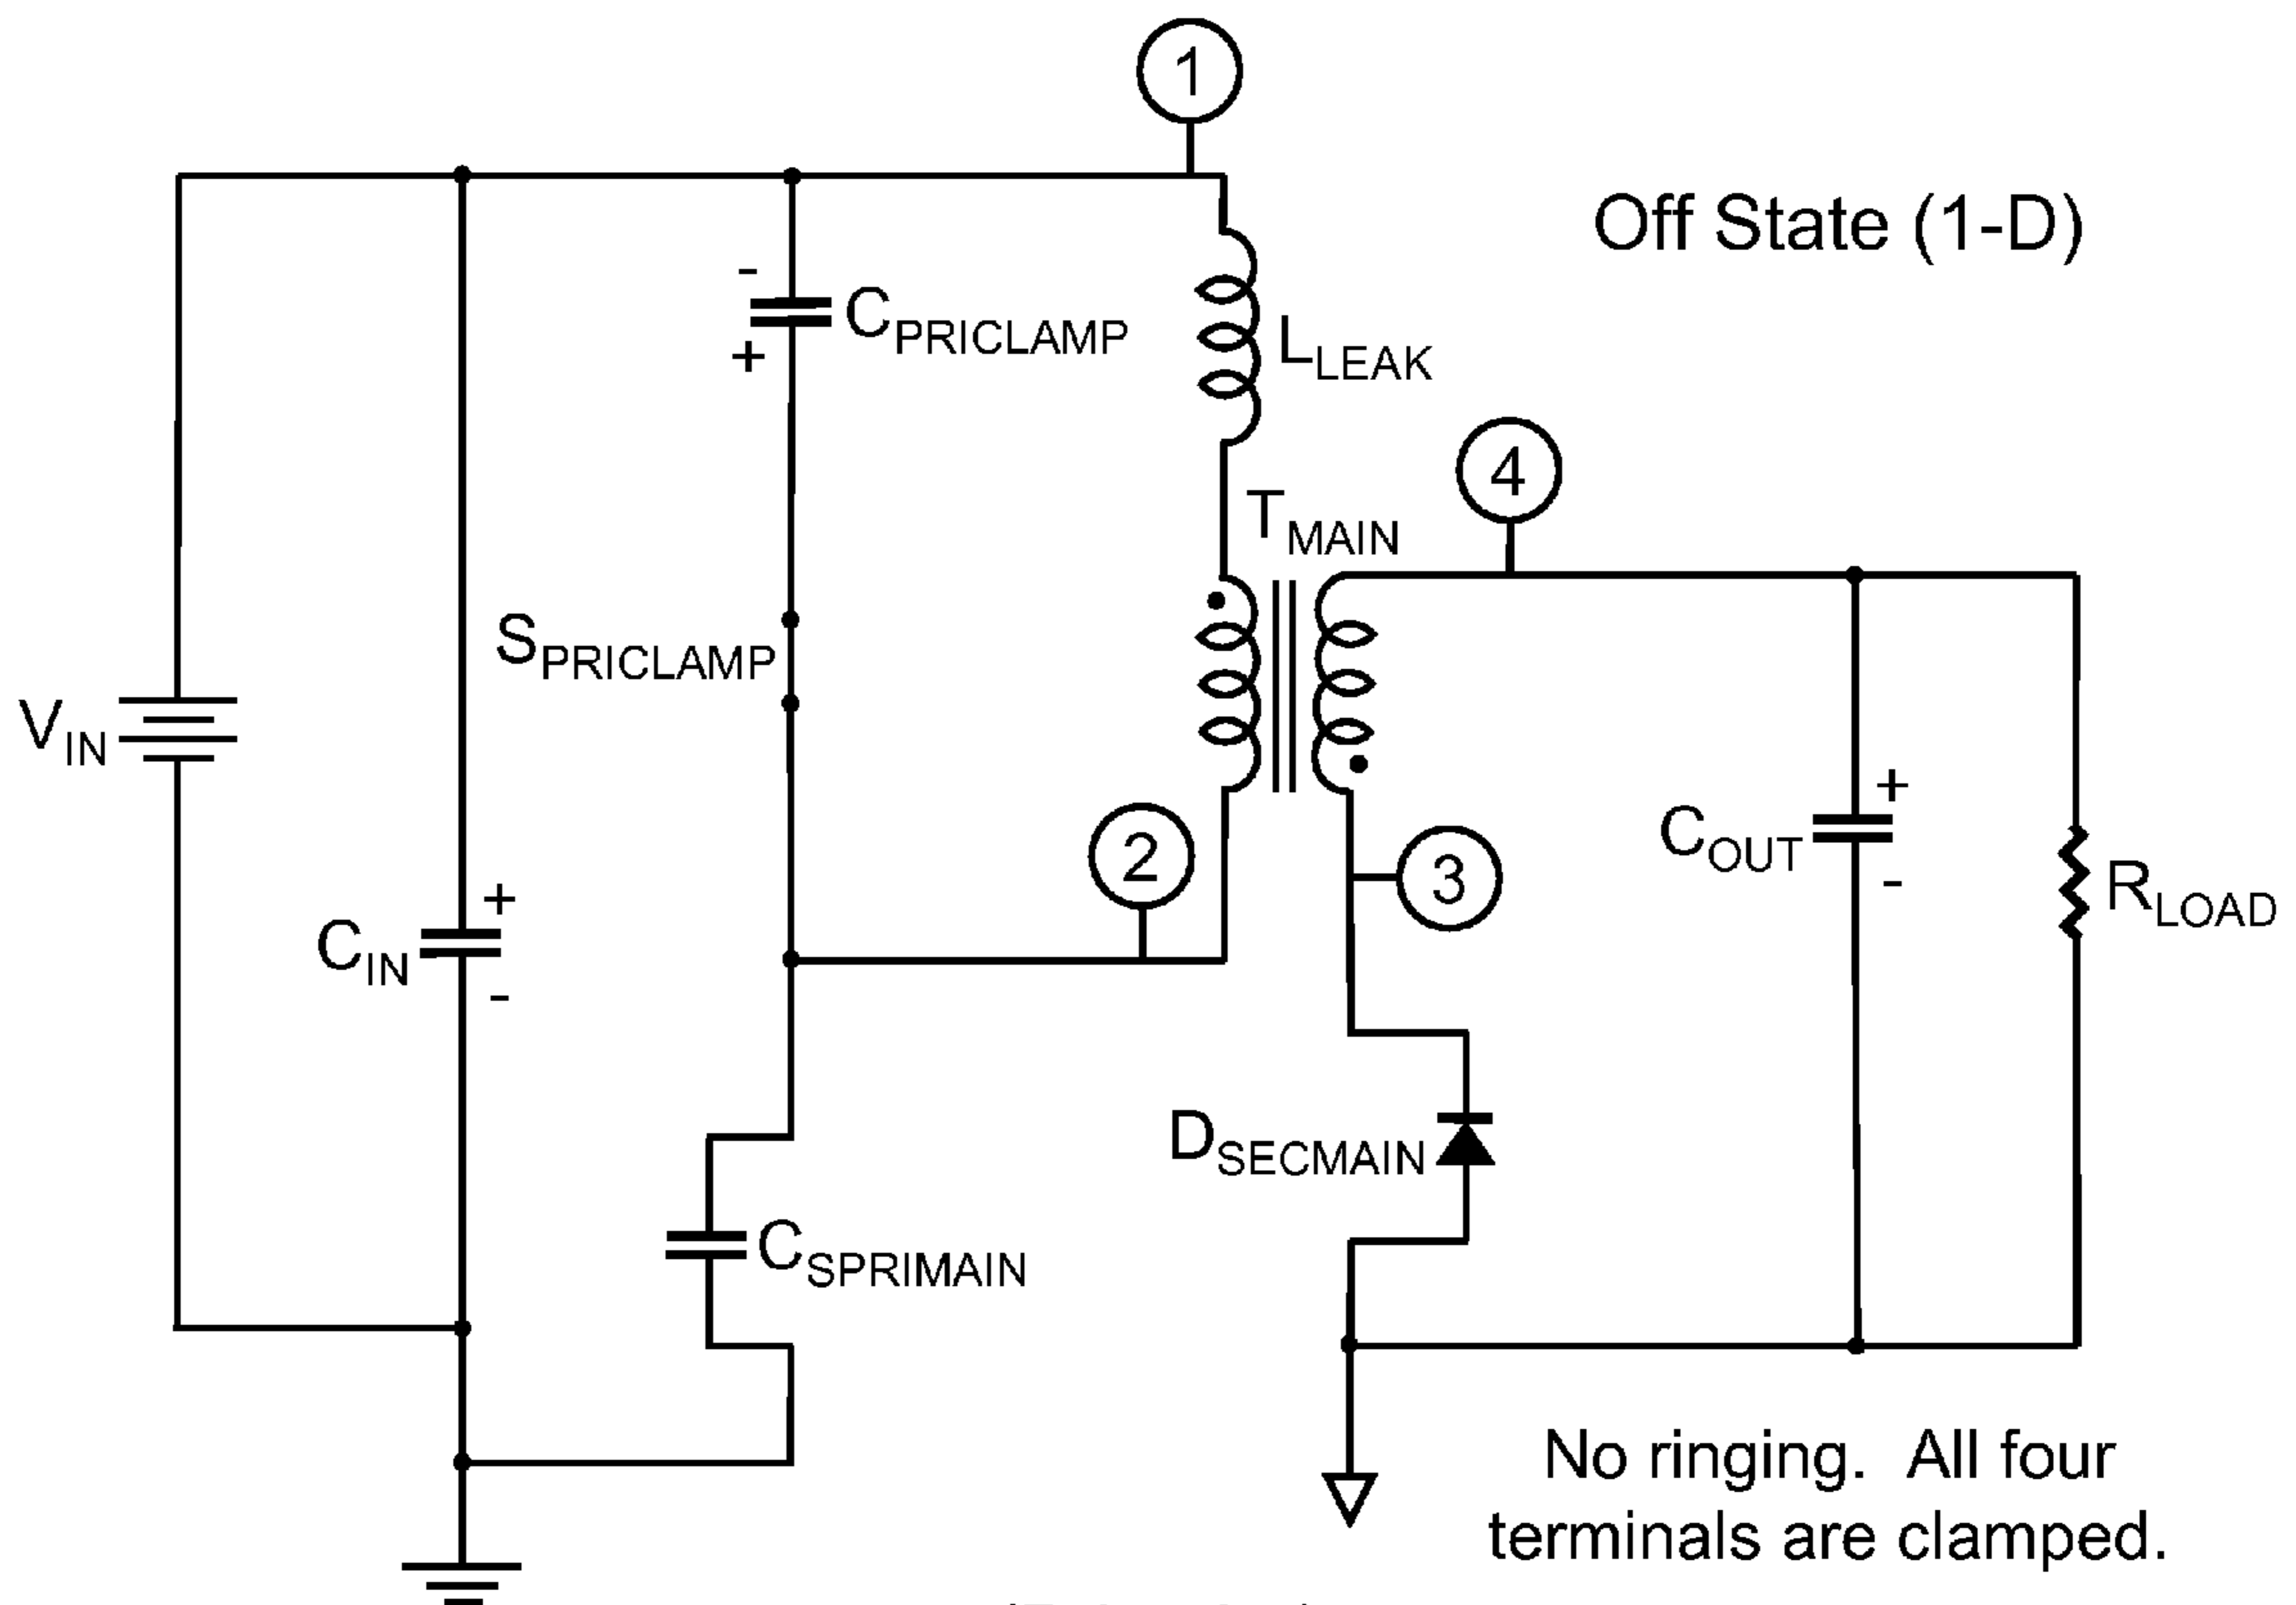 1
Off State (1-D)
-
CPRICLAMP
+
LLEAK
4
TMAIN
SPRICLAMP
VIN
2
3
+
COUT
-
RLOAD
+
CIN
-
DSECMAIN
CSPRIMAIN
No ringing. All four
terminals are clamped.